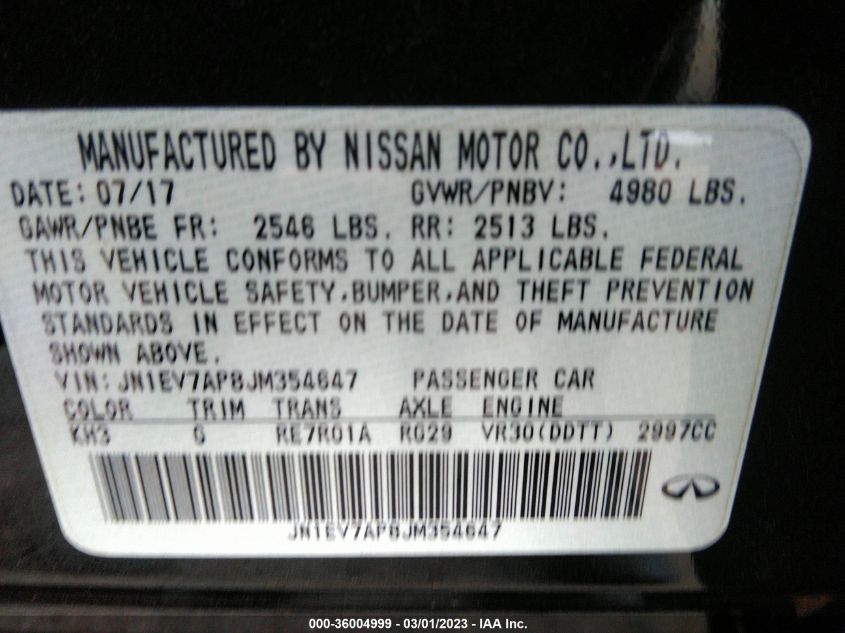 MANUFACTURED BY NISSAN MOTOR CO.,LTD.
DATE: 07/17 GVWR/PNBV: 4980 LBS.
GAWR/PNBE FR: 2546 LBS. RR: 2513 LBS.
THIS VEHICLE CONFORMS TO ALL APPLICABLE FEDERAL
MOTOR VEHICLE SAFETY,BUMPER,AND THEFT PREVENTION
STANDARDS IN EFFECT ON THE DATE OF MANUFACTURE
SHOWN ABOVE.
VIN:JN1EV7AP8JM354647 PASSENGER CAR
COLOR TRIM TRANS AXLE ENGINE
KH3 G RE7R01A RG29 VR30(DDTT) 2997CC
JN1EV7AP8JM354647
000-36004999 - 03/01/2023 - IAA Inc.